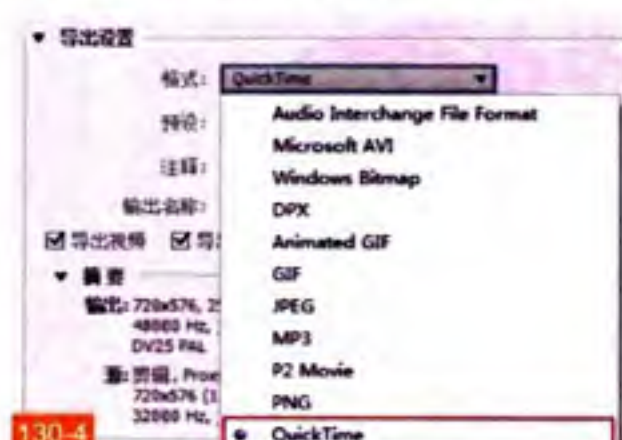 导出设置
格式: QuickTime
预设:
注释:
输出名称:
Audio Interchange File Format
Microsoft AVI
Windows Bitmap
DPX
Animated GIF
GIF
JPEG
MP3
P2 Movie
PNG
QuickTime
导出视频 导
摘要
输出: 720x576, 25
48000 Hz,
DV25 PAL
源: 剪辑, Prox
720x576 (1
32000 Hz,
130-4